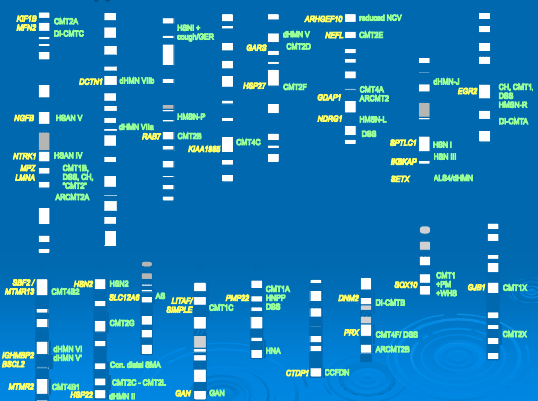 KIF1B
MFN2
CMT2A
DI-CMTC
NGFB
HSAN V
NTRK1
HSAN IV
MPZ
LMNA
CMT1B,
DSS, CH,
"CMT2"
ARCMT2A
DCTN1
dHMN VIIb
dHMN VIIa
HSNI +
cough/GER
HMSN-P
RAB7
CMT2B
KIAA1985
CMT4C
GARS
dHMN V
CMT2D
HSP27
CMT2F
ARHGEF10
reduced NCV
NEFL
CMT2E
GDAP1
CMT4A
ARCMT2
NDRG1
HMSN-L
DSS
dHMN-J
SPTLC1
HSN I
IKBKAP
HSN III
SETX
ALS4/dHMN
EGR2
CH, CMT1,
DSS
HMSN-R
DI-CMTA
SBF2 /
MTMR13
CMT4B2
IGHMBP2
BSCL2
dHMN VI
dHMN V'
MTMR2
CMT4B1
HSN2
HSN2
CMT2G
Con. distal SMA
CMT2C - CMT2L
HSP22
dHMN II
SLC12A6
AS
LITAF/
SIMPLE
CMT1C
GAN
GAN
PMP22
CMT1A
HNPP
DSS
HNA
CTDP1
CCFDN
DNM2
DI-CMTB
PRX
CMT4F/ DSS
ARCMT2B
SOX10
CMT1
+PM
+WHS
GJB1
CMT1X
CMT2X